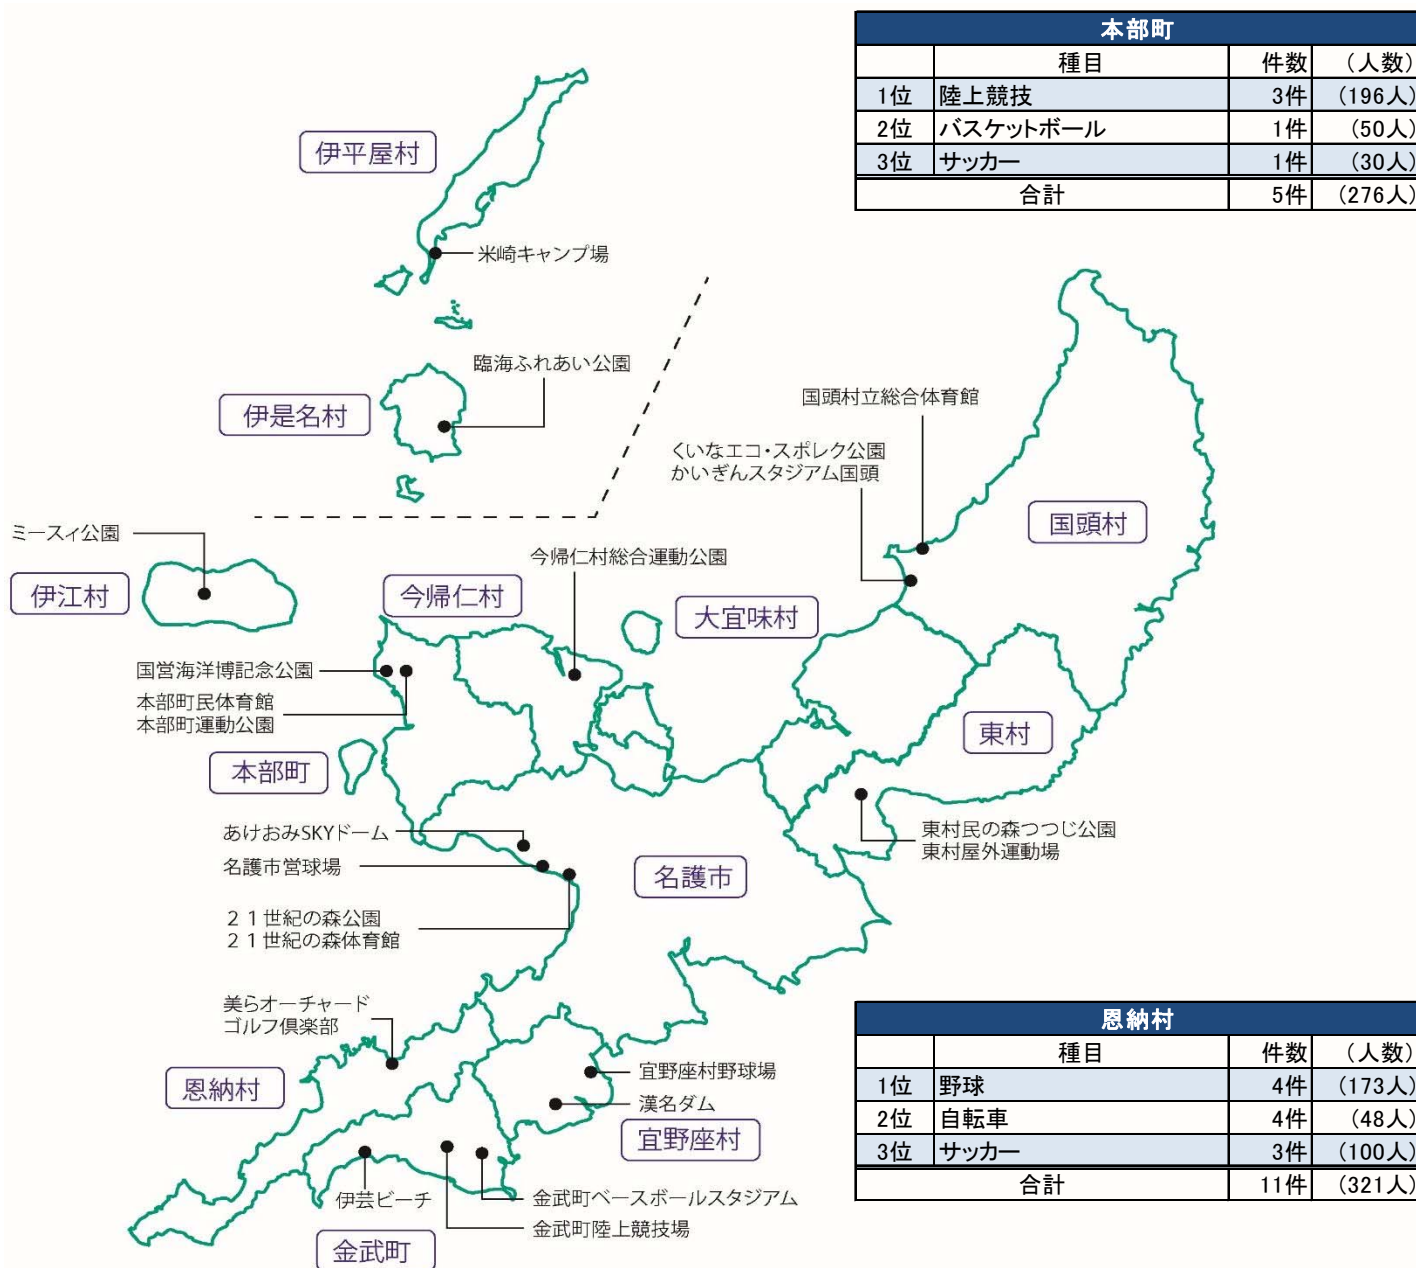 本部町
種目 件数 (人数)
1位 陸上競技 3件 (196人)
2位 バスケットボール 1件 (50人)
3位 サッカー 1件 (30人)
合計 5件 (276人)
伊平屋村
米崎キャンプ場
臨海ふれあい公園
伊是名村
国頭村立総合体育館
くいなエコ・スポレク公園
かいぎんスタジアム国頭
国頭村
ミースィ公園
伊江村
今帰仁村総合運動公園
今帰仁村
大宜味村
国営海洋博記念公園
本部町民体育館
本部町運動公園
本部町
東村
あけおみSKYドーム
名護市営球場
東村民の森つつじ公園
東村屋外運動場
名護市
21世紀の森公園
21世紀の森体育館
美らオーチャード
ゴルフ倶楽部
恩納村
宜野座村野球場
漢名ダム
宜野座村
伊芸ビーチ
金武町ベースボールスタジアム
金武町陸上競技場
金武町
恩納村
種目 件数 (人数)
1位 野球 4件 (173人)
2位 自転車 4件 (48人)
3位 サッカー 3件 (100人)
合計 11件 (321人)